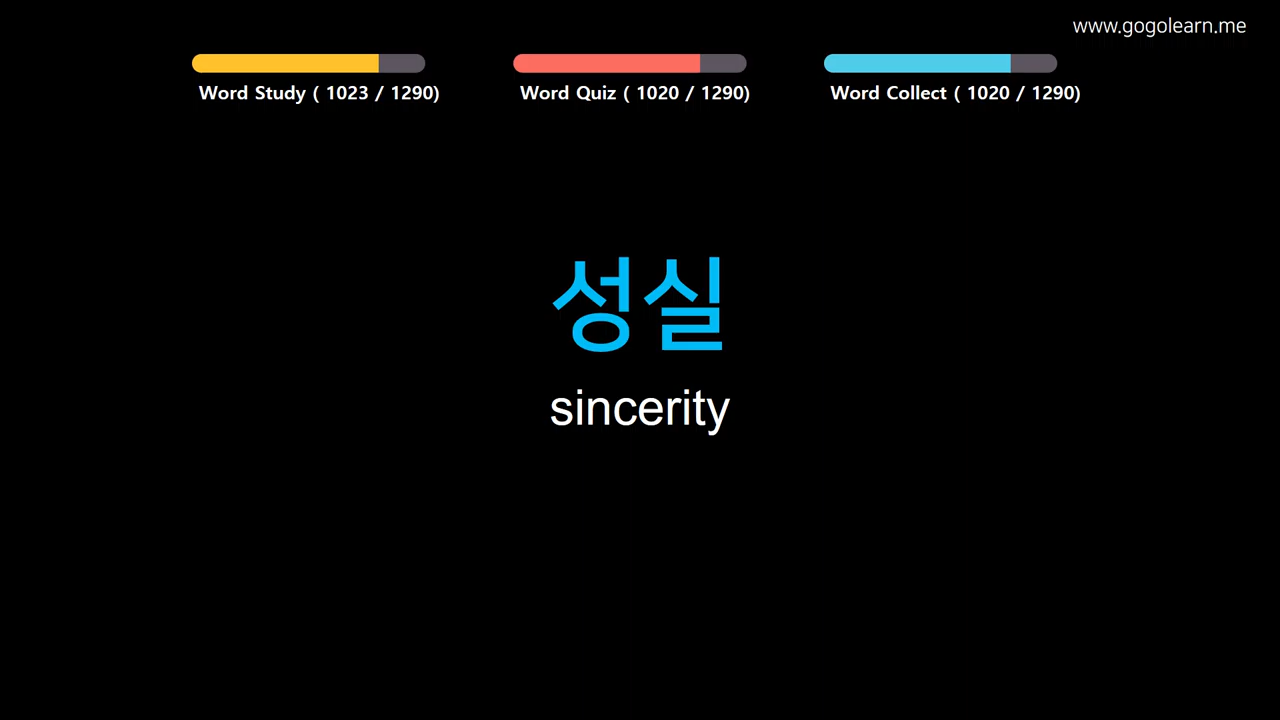 www.gogolearn.me
Word Study ( 1023 / 1290)
Word Quiz ( 1020 / 1290)
Word Collect ( 1020 / 1290)
성실
sincerity